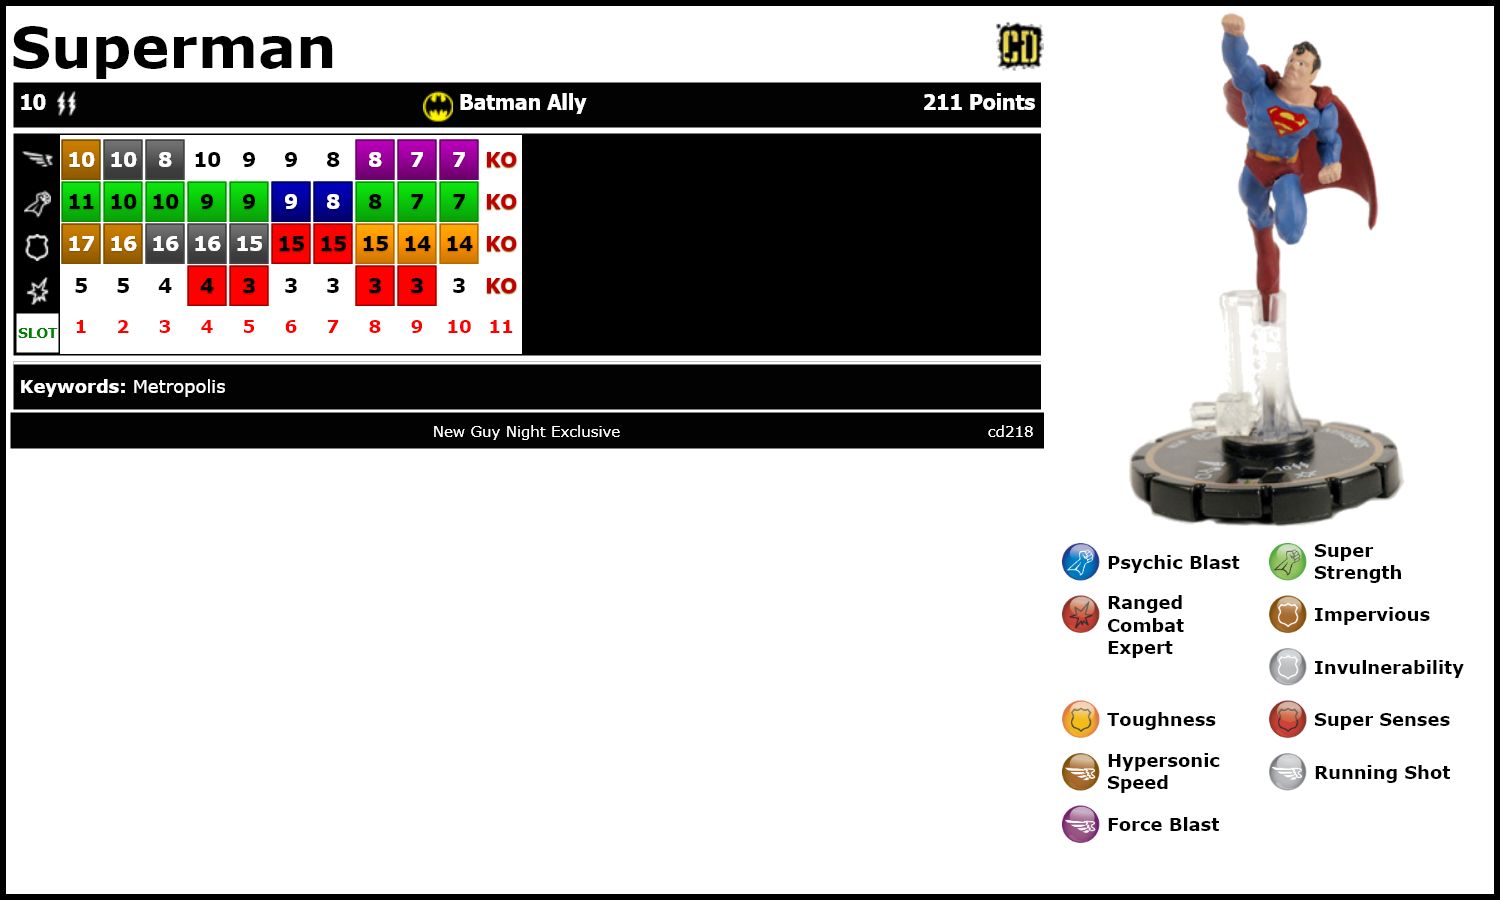 Superman
CD
10 Batman Ally 211 Points
10 10 8 10 9 9 8 8 7 7 KO
11 10 10 9 9 9 8 8 7 7 KO
17 16 16 16 15 15 15 15 14 14 KO
5 5 4 4 3 3 3 3 3 3 KO
SLOT 1 2 3 4 5 6 7 8 9 10 11
Keywords: Metropolis
New Guy Night Exclusive cd218
10
Psychic Blast
Super
Strength
Ranged
Combat
Expert
Impervious
Invulnerability
Toughness
Super Senses
Hypersonic
Speed
Running Shot
Force Blast